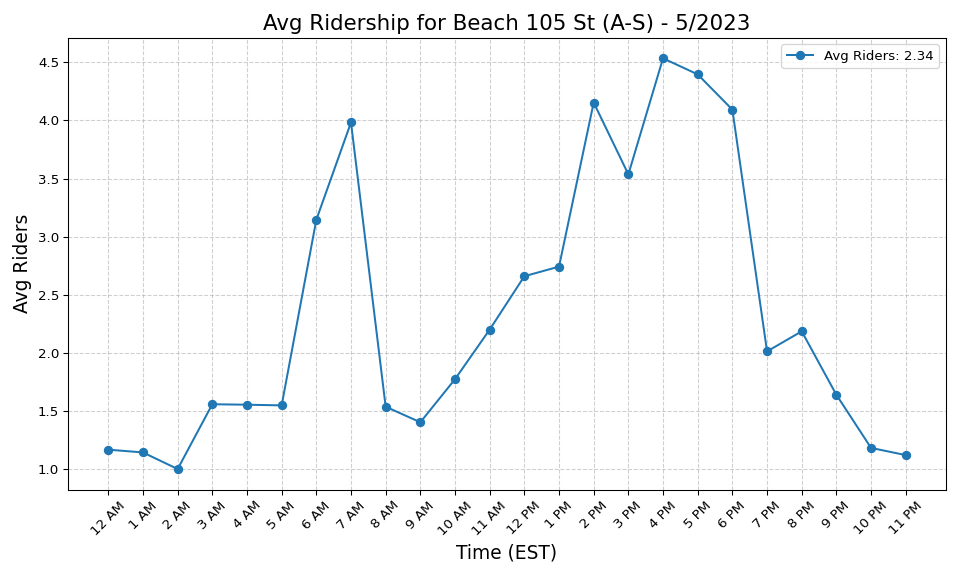 Avg Ridership for Beach 105 St (A-S) - 5/2023
Avg Riders: 2.34
Avg Riders
4.5
4.0
3.5
3.0
2.5
2.0
1.5
1.0
12 AM 1 AM 2 AM 3 AM 4 AM 5 AM 6 AM 7 AM 8 AM 9 AM 10 AM 11 AM 12 PM 1 PM 2 PM 3 PM 4 PM 5 PM 6 PM 7 PM 8 PM 9 PM 10 PM 11 PM
Time (EST)